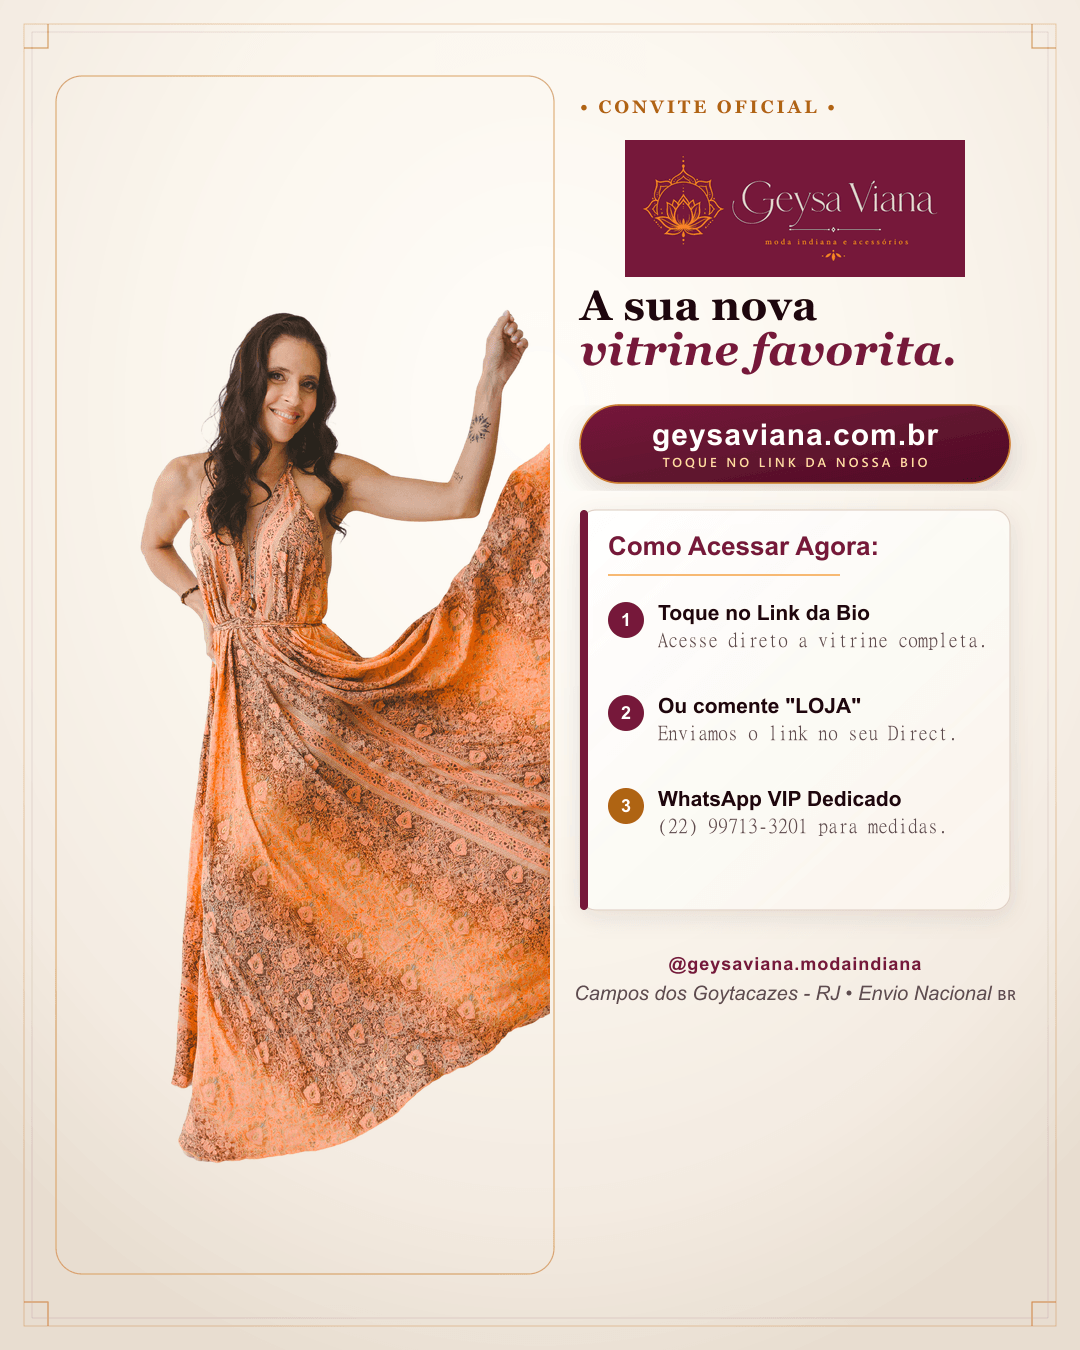 • CONVITE OFICIAL •
Geysa Viana
moda indiana e acessórios
A sua nova
vitrine favorita.
geysaviana.com.br
TOQUE NO LINK DA NOSSA BIO
Como Acessar Agora:
1 Toque no Link da Bio
Acesse direto a vitrine completa.
2 Ou comente "LOJA"
Enviamos o link no seu Direct.
3 WhatsApp VIP Dedicado
(22) 99713-3201 para medidas.
@geysaviana.modaindiana
Campos dos Goytacazes - RJ • Envio Nacional BR